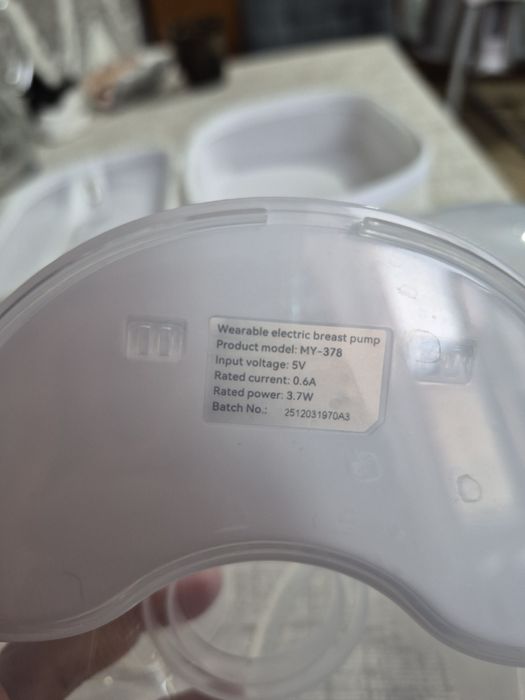 Wearable electric breast pump
Product model: MY-378
Input voltage: 5V
Rated current: 0.6A
Rated power: 3.7W
Batch No.: 2512031970A3